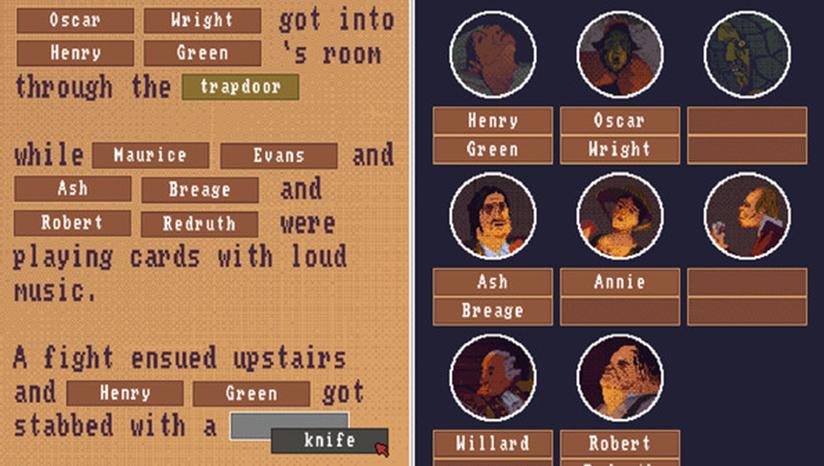 Oscar Wright got into
Henry Green 's room
through the trapdoor
while Maurice Evans and
Ash Breage and
Robert Redruth were
playing cards with loud
music.
A fight ensued upstairs
and Henry Green got
stabbed with a
knife
Henry
Green
Oscar
Wright
Ash
Breage
Annie
Willard
Robert